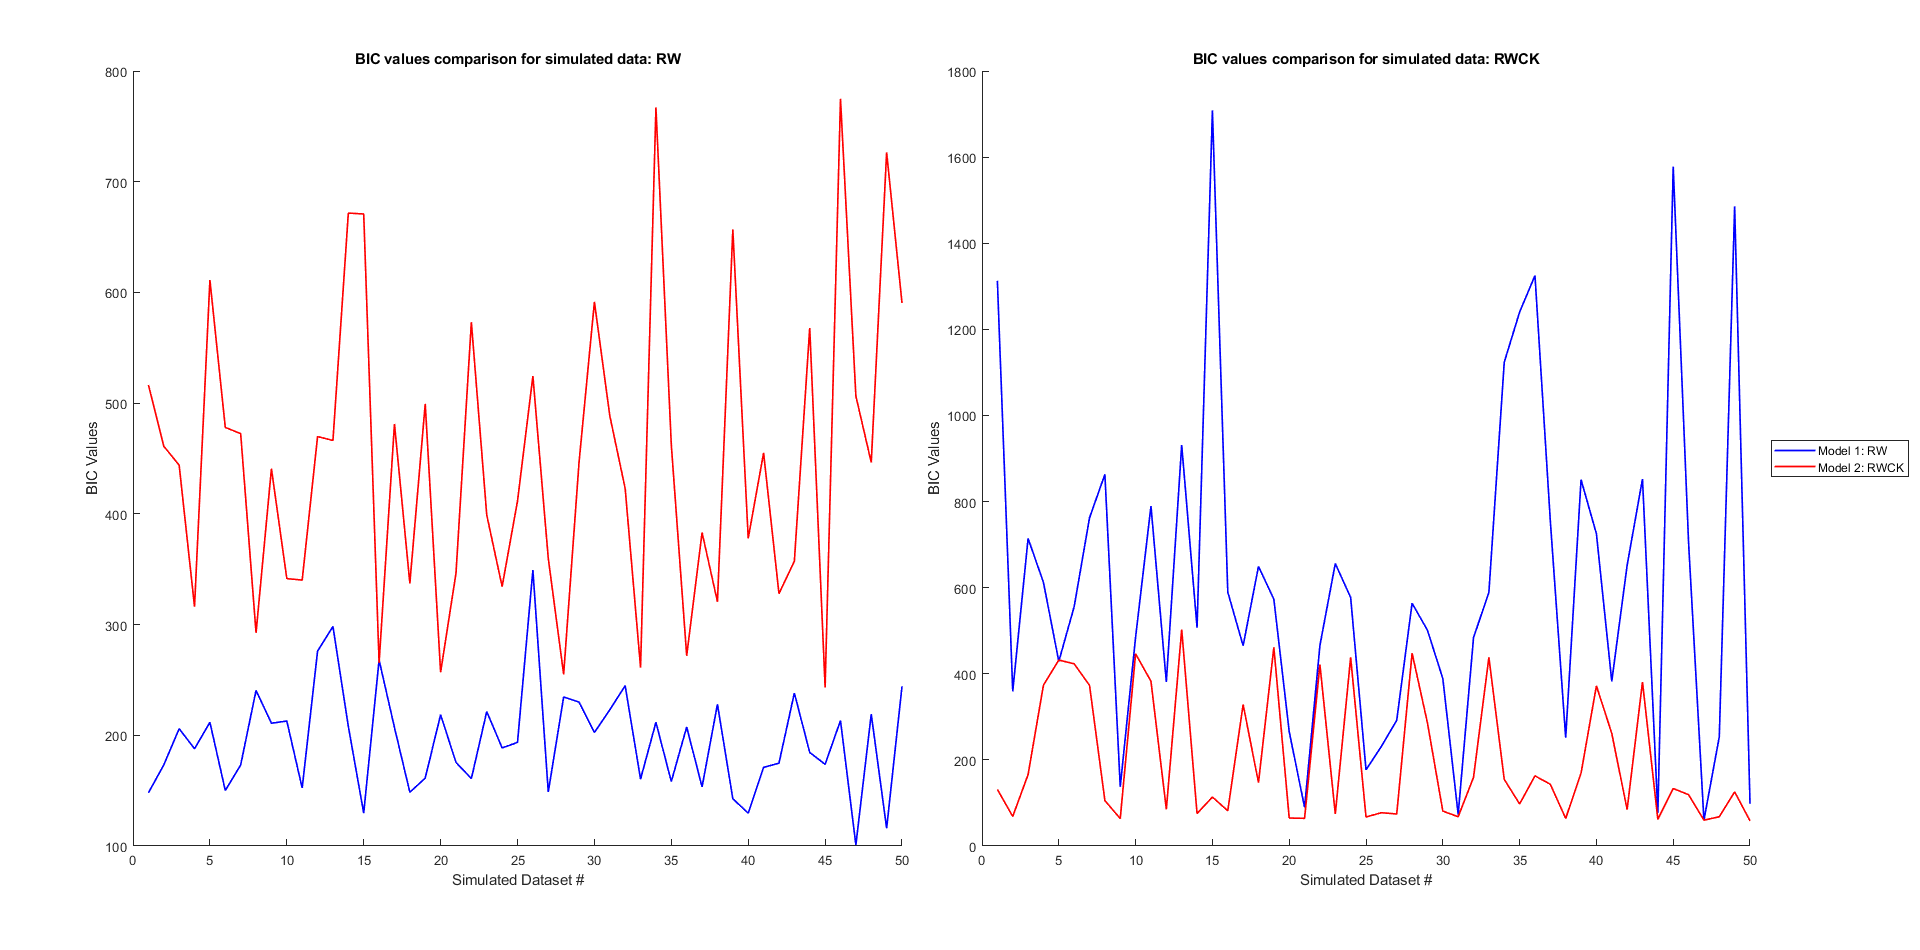 BIC values comparison for simulated data: RW
800
700
600
500
400
300
200
100
BIC Values
0 5 10 15 20 25 30 35 40 45 50
Simulated Dataset #
BIC values comparison for simulated data: RWCK
1800
1600
1400
1200
1000
800
600
400
200
0
BIC Values
0 5 10 15 20 25 30 35 40 45 50
Simulated Dataset #
Model 1: RW
Model 2: RWCK